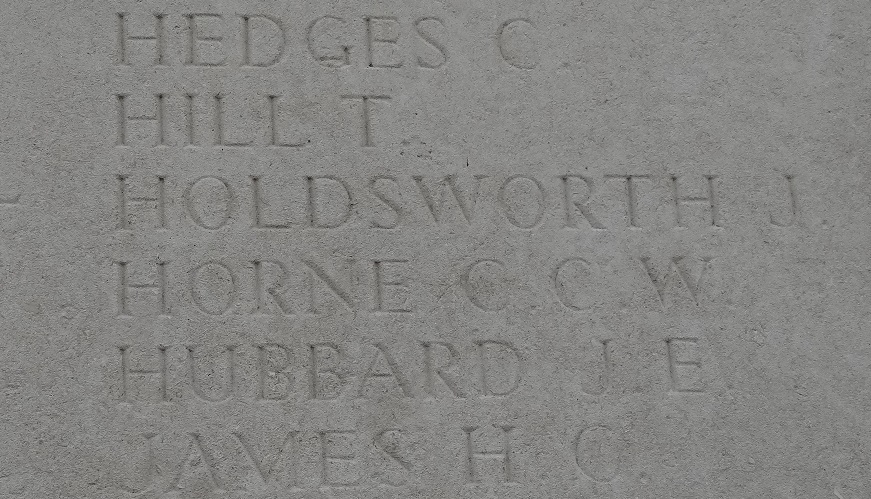 HEDGES C.
HILL T.
HOLDSWORTH J.
HORNE C. C. W.
HUBBARD J. E.
JAMES H. C.